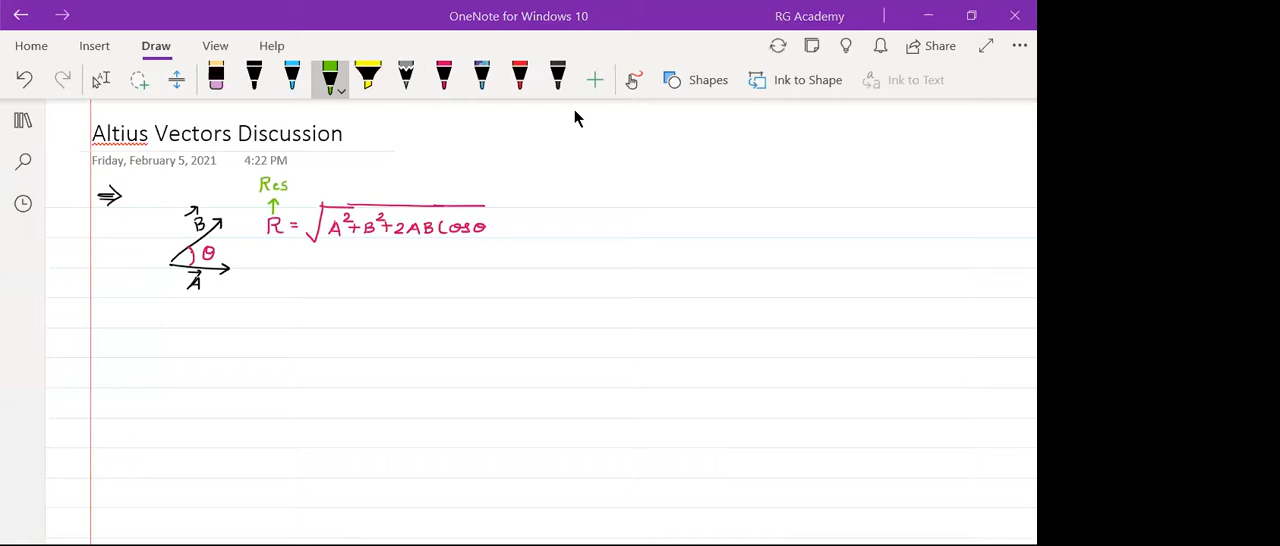 OneNote for Windows 10
RG Academy
Home Insert Draw View Help
Share
Shapes
Ink to Shape
Ink to Text
Altius Vectors Discussion
Friday, February 5, 2021 4:22 PM
Res
⇒
B⃗
R = √A²+B²+2ABCosθ
θ
A⃗